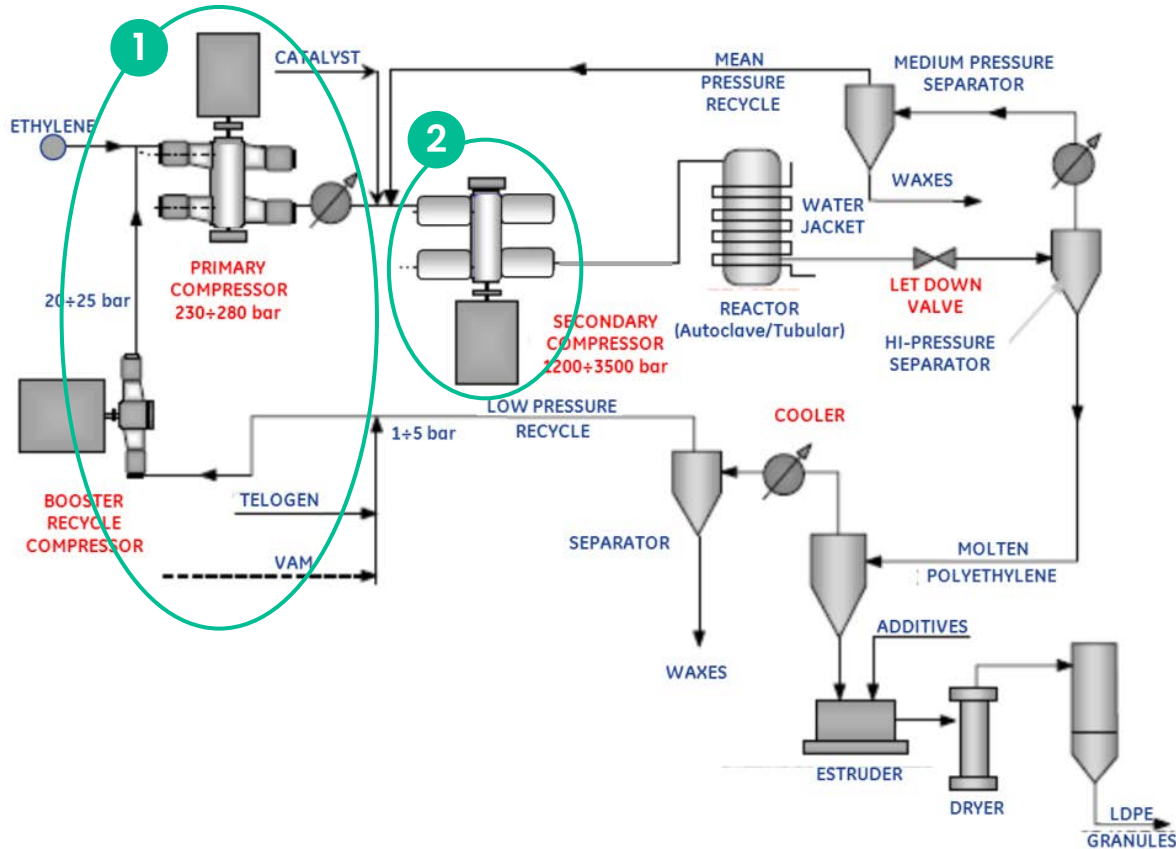 1
CATALYST
MEAN
PRESSURE
RECYCLE
MEDIUM PRESSURE
SEPARATOR
ETHYLENE
2
WAXES
WATER
JACKET
PRIMARY
COMPRESSOR
230÷280 bar
20÷25 bar
SECONDARY
COMPRESSOR
1200÷3500 bar
REACTOR
(Autoclave/Tubular)
LET DOWN
VALVE
HI-PRESSURE
SEPARATOR
LOW PRESSURE
RECYCLE
1÷5 bar
COOLER
BOOSTER
RECYCLE
COMPRESSOR
TELOGEN
VAM
SEPARATOR
MOLTEN
POLYETHYLENE
WAXES
ADDITIVES
ESTRUDER
DRYER
LDPE
GRANULES